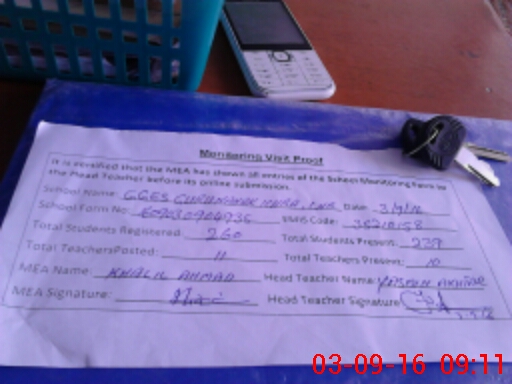 Monitoring Visit Proof
It is certified that the MEA has shown all entries of the School Monitoring Form to
the Head Teacher before its online submission.
School Name: GGES Date: 3/9/16
School Form No: EMIS Code:
Total Students Registered: 260 Total Students Present: 239
Total Teachers Posted: 11 Total Teachers Present: 10
MEA Name: KHALIL AHMAD Head Teacher Name: YASMIN AKHTAR
MEA Signature: Head Teacher Signature
03-09-16 09:11